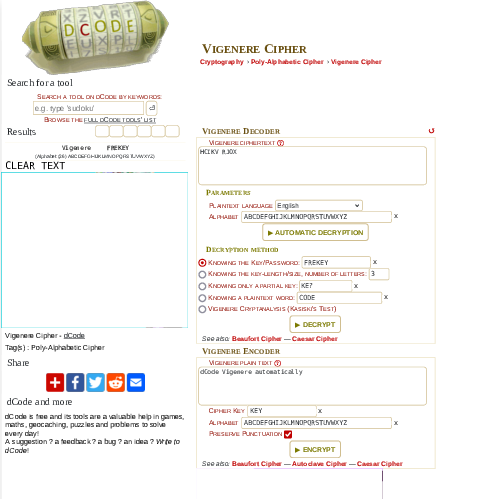 DCODE
Search for a tool
SEARCH A TOOL ON DCODE BY KEYWORDS:
e.g. type 'sudoku'
BROWSE THE FULL DCODE TOOLS' LIST
Results
Vigenere FREKEY
(Alphabet (26) ABCDEFGHIJKLMNOPQRSTUVWXYZ)
CLEAR TEXT
Vigenere Cipher - dCode
Tag(s) : Poly-Alphabetic Cipher
Share
dCode and more
dCode is free and its tools are a valuable help in games,
maths, geocaching, puzzles and problems to solve
every day!
A suggestion ? a feedback ? a bug ? an idea ? Write to
dCode!
VIGENERE CIPHER
Cryptography › Poly-Alphabetic Cipher › Vigenere Cipher
VIGENERE DECODER
VIGENERE CIPHERTEXT ?
HCIKV RJOX
PARAMETERS
PLAINTEXT LANGUAGE English
ALPHABET ABCDEFGHIJKLMNOPQRSTUVWXYZ x
▶ AUTOMATIC DECRYPTION
DECRYPTION METHOD
KNOWING THE KEY/PASSWORD: FREKEY x
KNOWING THE KEY-LENGTH/SIZE, NUMBER OF LETTERS: 3
KNOWING ONLY A PARTIAL KEY: KE? x
KNOWING A PLAINTEXT WORD: CODE x
VIGENERE CRYPTANALYSIS (KASISKI'S TEST)
▶ DECRYPT
See also: Beaufort Cipher — Caesar Cipher
VIGENERE ENCODER
VIGENERE PLAIN TEXT ?
dCode Vigenere automatically
CIPHER KEY KEY x
ALPHABET ABCDEFGHIJKLMNOPQRSTUVWXYZ x
PRESERVE PUNCTUATION
▶ ENCRYPT
See also: Beaufort Cipher — Autoclave Cipher — Caesar Cipher